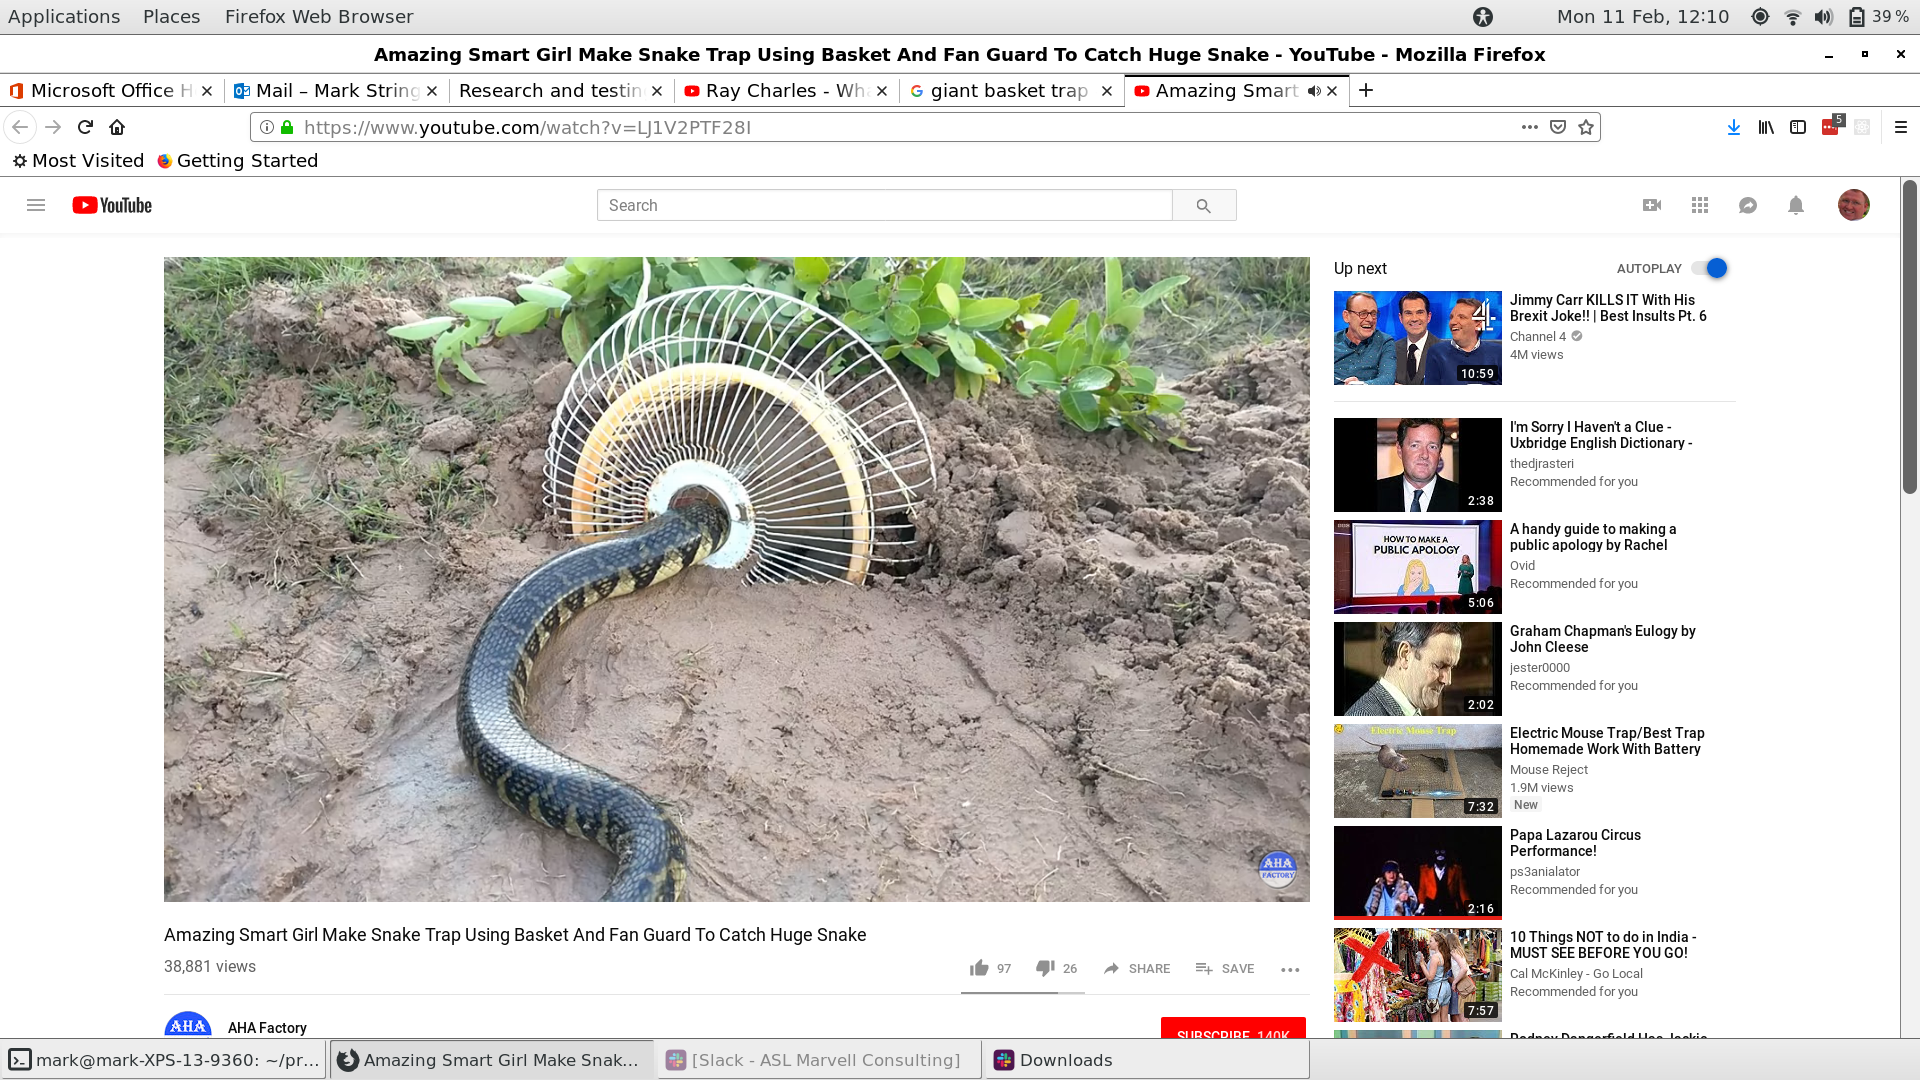 Applications Places Firefox Web Browser Mon 11 Feb, 12:10 39 %
Amazing Smart Girl Make Snake Trap Using Basket And Fan Guard To Catch Huge Snake - YouTube - Mozilla Firefox
Microsoft Office H Mail – Mark String Research and testin Ray Charles - Wh giant basket trap Amazing Smart
https://www.youtube.com/watch?v=LJ1V2PTF28I 5
Most Visited Getting Started
YouTube Search
Up next AUTOPLAY
Jimmy Carr KILLS IT With His
Brexit Joke!! | Best Insults Pt. 6
Channel 4
4M views
4
10:59
I'm Sorry I Haven't a Clue -
Uxbridge English Dictionary -
thedjrasteri
Recommended for you
2:38
HOW TO MAKE A
PUBLIC APOLOGY
A handy guide to making a
public apology by Rachel
Ovid
Recommended for you
5:06
Graham Chapman's Eulogy by
John Cleese
jester0000
Recommended for you
2:02
Electric Mouse Trap
Electric Mouse Trap/Best Trap
Homemade Work With Battery
Mouse Reject
1.9M views
New
7:32
Papa Lazarou Circus
Performance!
ps3anialator
Recommended for you
2:16
10 Things NOT to do in India -
MUST SEE BEFORE YOU GO!
Cal McKinley - Go Local
Recommended for you
7:57
AHA
FACTORY
Amazing Smart Girl Make Snake Trap Using Basket And Fan Guard To Catch Huge Snake
38,881 views 97 26 SHARE SAVE
AHA AHA Factory
SUBSCRIBE 140K
mark@mark-XPS-13-9360: ~/pr... Amazing Smart Girl Make Snak... [Slack - ASL Marvell Consulting] Downloads